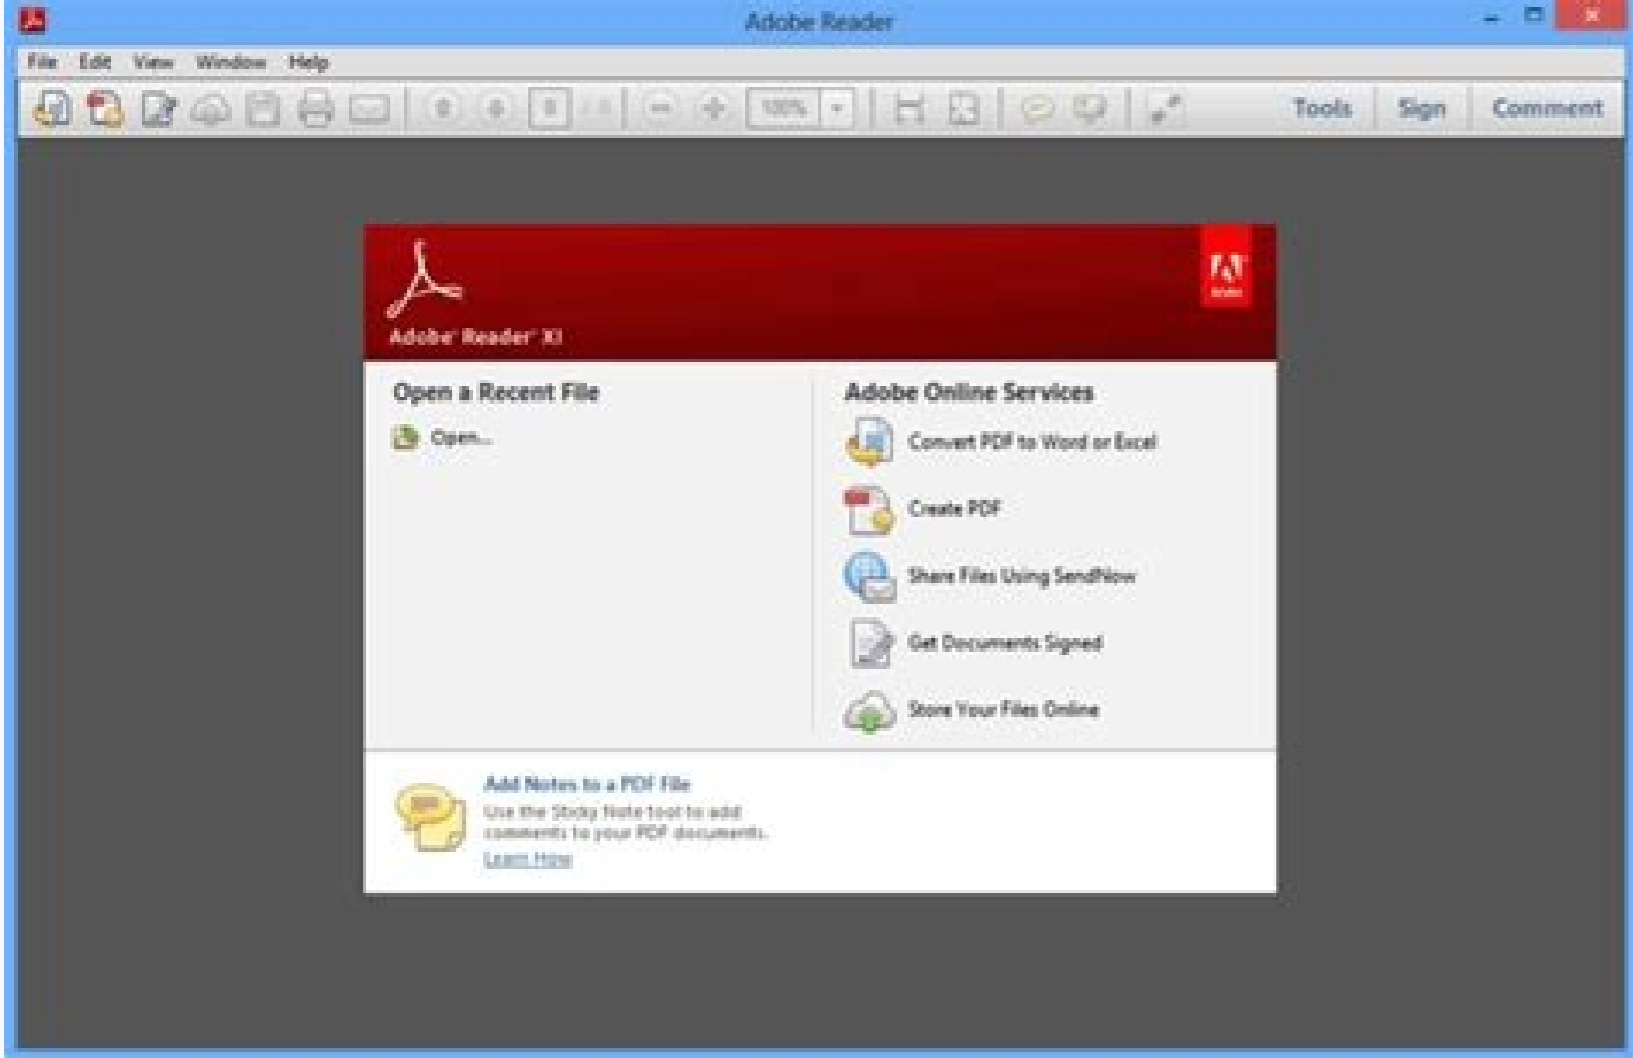 Adobe Reader
File Edit View Window Help
100%
Tools Sign Comment
Adobe
Adobe® Reader® XI
Open a Recent File
Open...
Adobe Online Services
Convert PDF to Word or Excel
Create PDF
Share Files Using SendNow
Get Documents Signed
Store Your Files Online
Add Notes to a PDF File
Use the Sticky Note tool to add
comments to your PDF documents.
Learn How